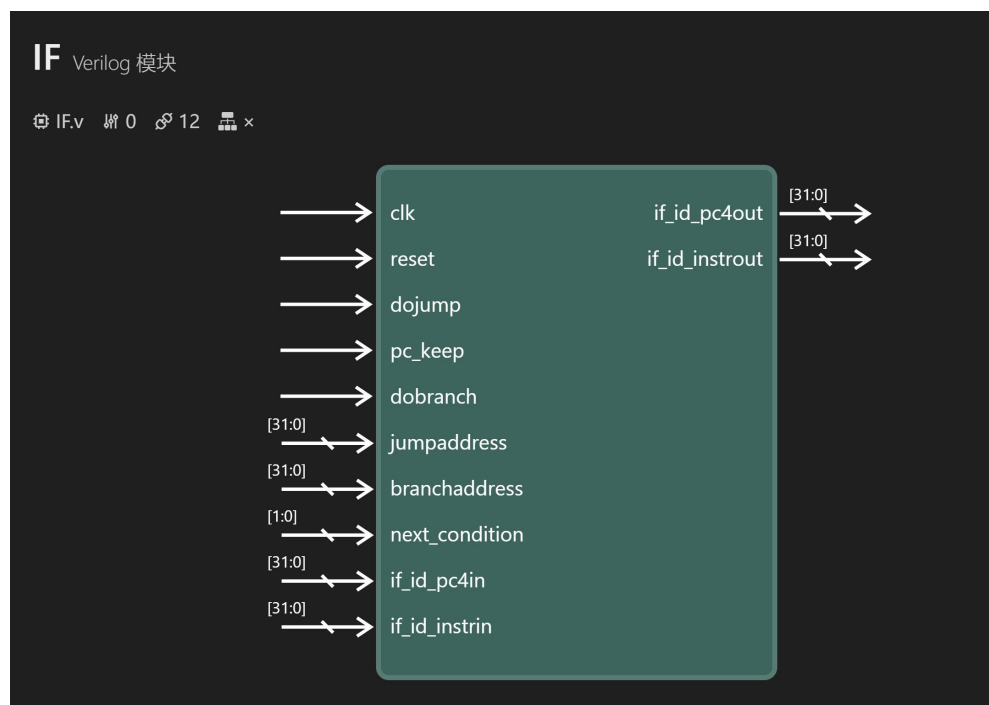 IF Verilog 模块
IF.v 0 12 ×
clk
reset
dojump
pc_keep
dobranch
[31:0] jumpaddress
[31:0] branchaddress
[1:0] next_condition
[31:0] if_id_pc4in
[31:0] if_id_instrin
if_id_pc4out [31:0]
if_id_instrout [31:0]